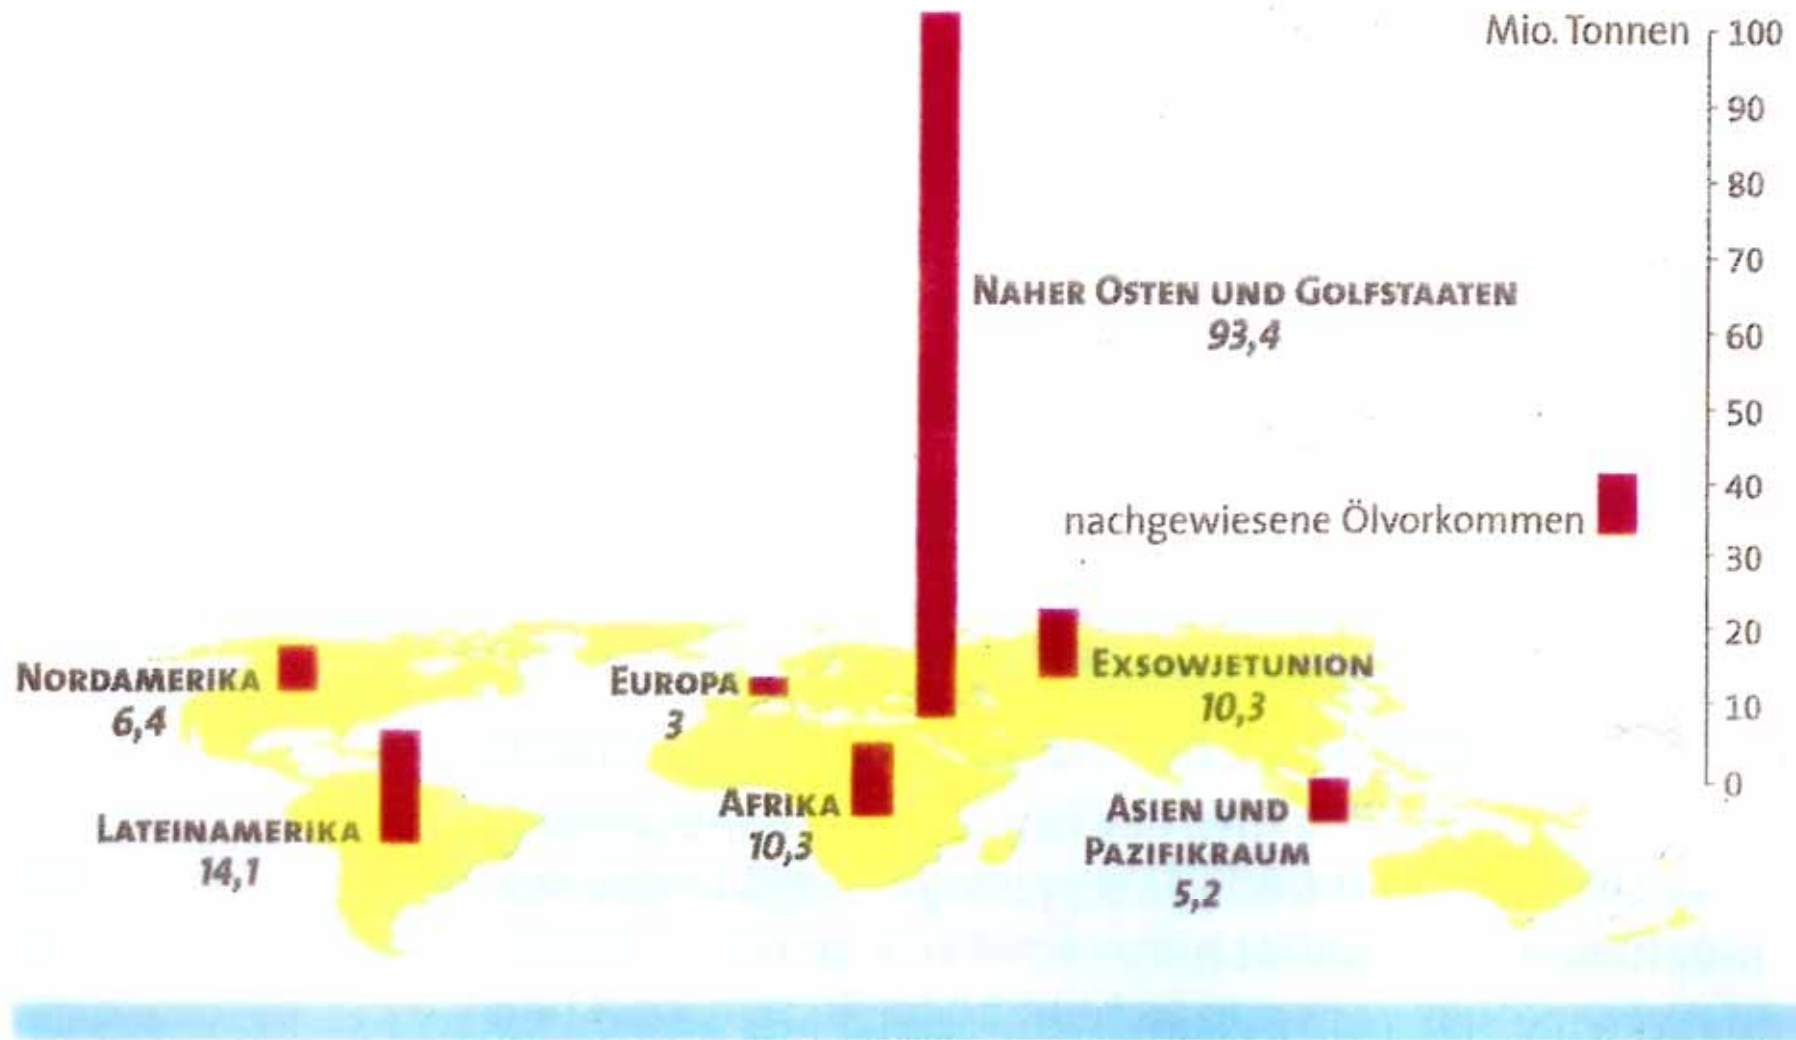 Mio. Tonnen
100
90
80
70
60
50
40
30
20
10
0
NAHER OSTEN UND GOLFSTAATEN
93,4
nachgewiesene Ölvorkommen
NORDAMERIKA
6,4
EUROPA
3
EXSOWJETUNION
10,3
LATEINAMERIKA
14,1
AFRIKA
10,3
ASIEN UND
PAZIFIKRAUM
5,2